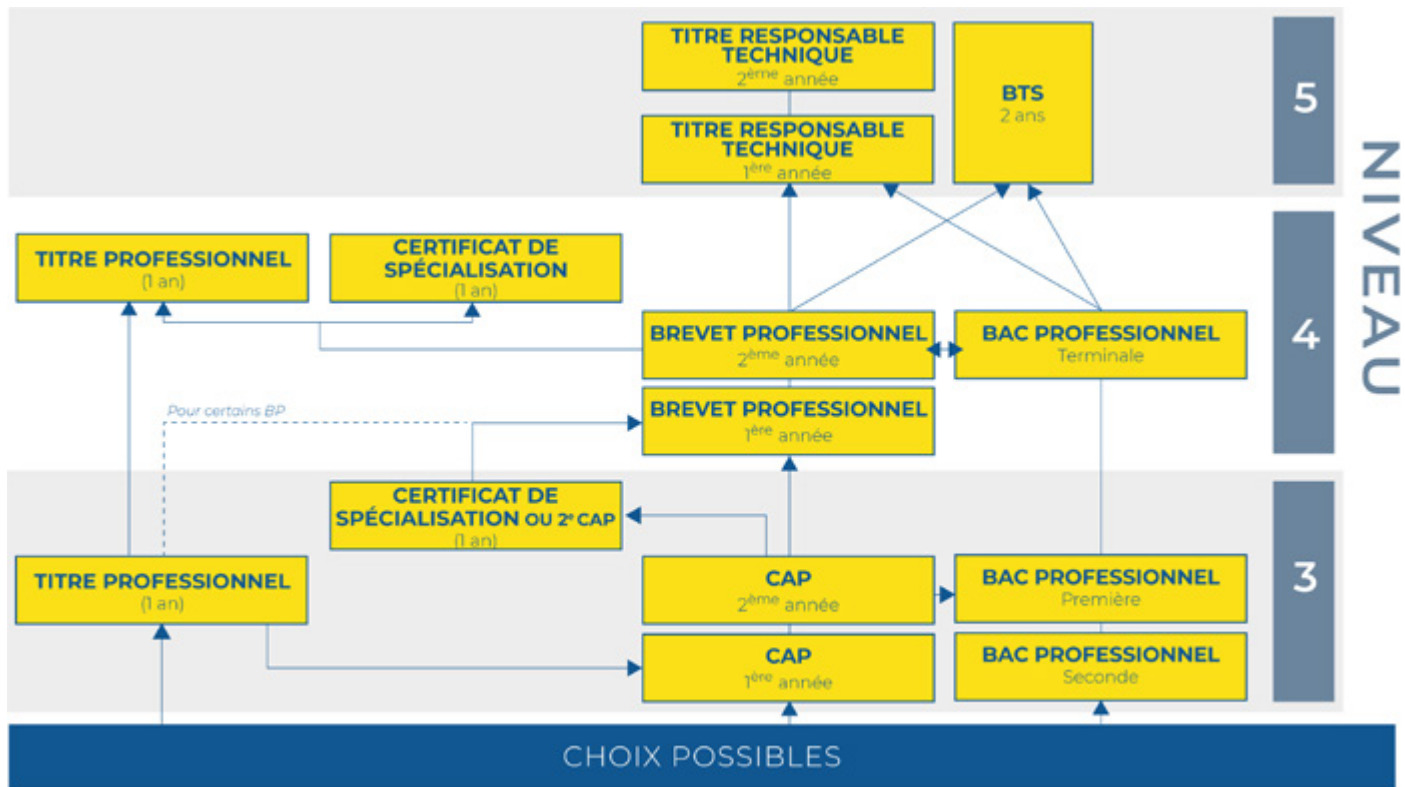 TITRE RESPONSABLE
TECHNIQUE
2ème année
BTS
2 ans
5
TITRE RESPONSABLE
TECHNIQUE
1ère année
NIVEAU
TITRE PROFESSIONNEL
(1 an)
CERTIFICAT DE
SPÉCIALISATION
(1 an)
BREVET PROFESSIONNEL
2ème année
BAC PROFESSIONNEL
Terminale
4
Pour certains BP
BREVET PROFESSIONNEL
1ère année
CERTIFICAT DE
SPÉCIALISATION OU 2e CAP
(1 an)
TITRE PROFESSIONNEL
(1 an)
CAP
2ème année
BAC PROFESSIONNEL
Première
3
CAP
1ère année
BAC PROFESSIONNEL
Seconde
CHOIX POSSIBLES